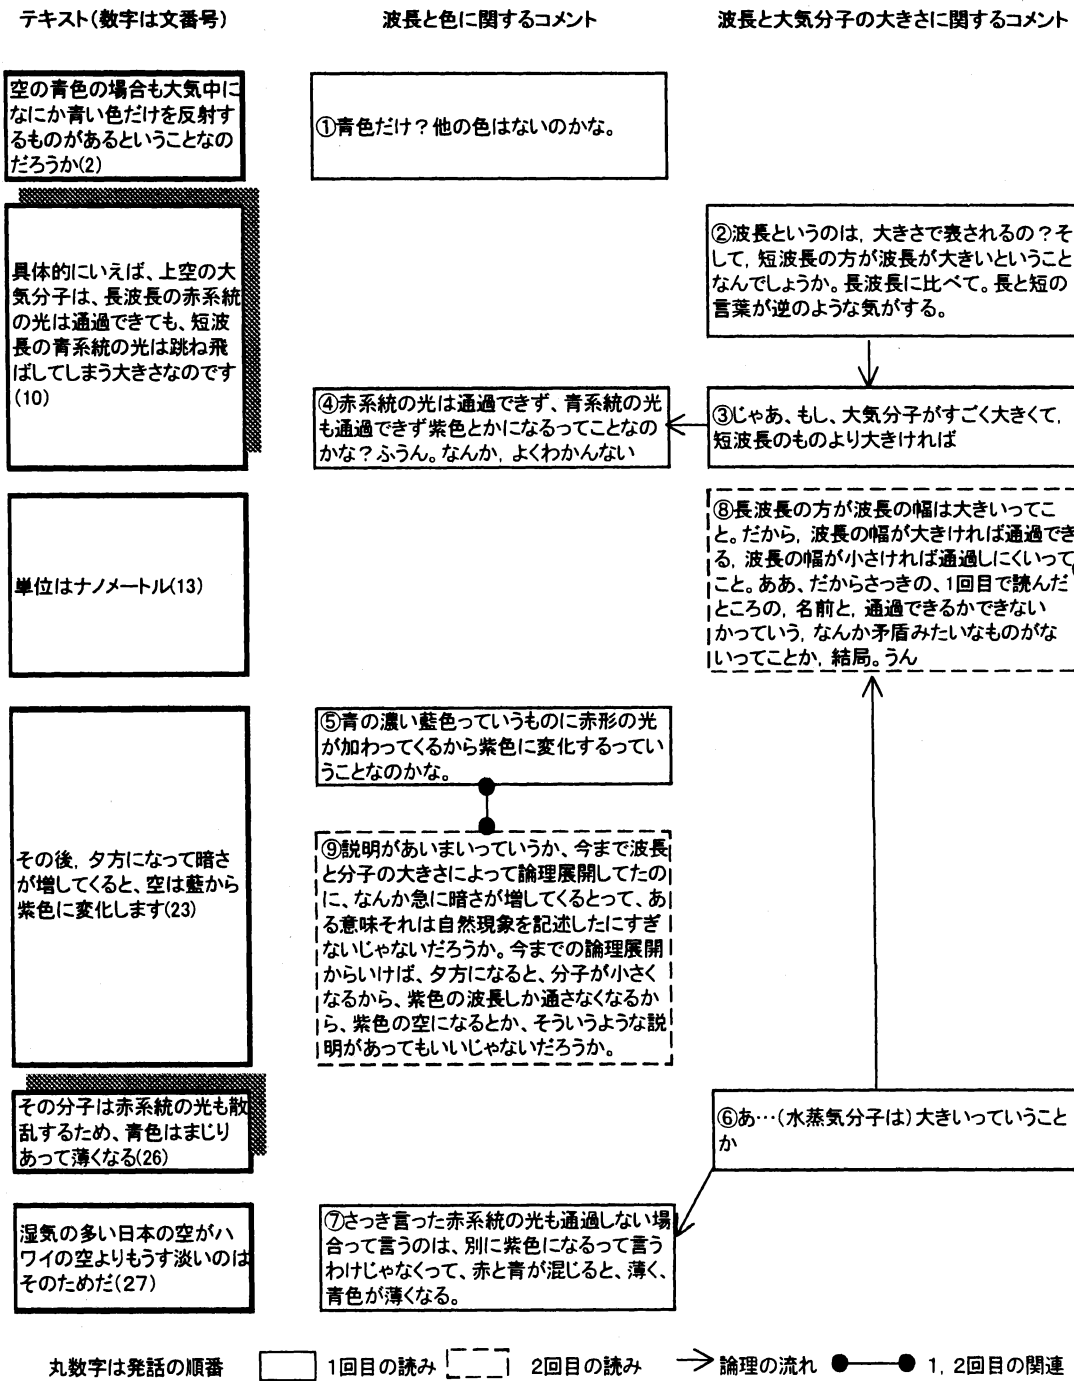 テキスト(数字は文番号)
波長と色に関するコメント
波長と大気分子の大きさに関するコメント
空の青色の場合も大気中に
なにか青い色だけを反射す
るものがあるということなの
だろうか(2)
①青色だけ?他の色はないのかな。
具体的にいえば、上空の大
気分子は、長波長の赤系統
の光は通過できても、短波
長の青系統の光は跳ね飛
ばしてしまう大きさなのです
(10)
②波長というのは, 大きさで表されるの?そ
して, 短波長の方が波長が大きいということ
なんでしょうか。長波長に比べて。長と短の
言葉が逆のような気がする。
④赤系統の光は通過できず、青系統の光
も通過できず紫色とかになるってことなの
かな?ふうん。なんか, よくわかんない
③じゃあ、もし、大気分子がすごく大きくて,
短波長のものより大きければ
単位はナノメートル(13)
⑧長波長の方が波長の幅は大きいってこ
と。だから, 波長の幅が大きければ通過でき
る, 波長の幅が小さければ通過しにくいって
こと。ああ、だからさっきの、1回目で読んだ
ところの, 名前と, 通過できるかできない
かっていう, なんか矛盾みたいなものがな
いってことか, 結局。うん
その後, 夕方になって暗さ
が増してくると、空は藍から
紫色に変化します(23)
⑤青の濃い藍色っていうものに赤形の光
が加わってくるから紫色に変化するってい
うことなのかな。
⑨説明があいまいっていうか、今まで波長
と分子の大きさによって論理展開してたの
に、なんか急に暗さが増してくるとって、あ
る意味それは自然現象を記述したにすぎ
ないじゃないだろうか。今までの論理展開
からいけば、夕方になると、分子が小さく
なるから、紫色の波長しか通さなくなるか
ら、紫色の空になるとか、そういうような説
明があってもいいじゃないだろうか。
その分子は赤系統の光も散
乱するため、青色はまじり
あって薄くなる(26)
⑥あ…(水蒸気分子は)大きいっていうこと
か
湿気の多い日本の空がハ
ワイの空よりもうす淡いのは
そのためだ(27)
⑦さっき言った赤系統の光も通過しない場
合って言うのは、別に紫色になるって言う
わけじゃなくって、赤と青が混じると、薄く、
青色が薄くなる。
丸数字は発話の順番
1回目の読み
2回目の読み
論理の流れ
1, 2回目の関連